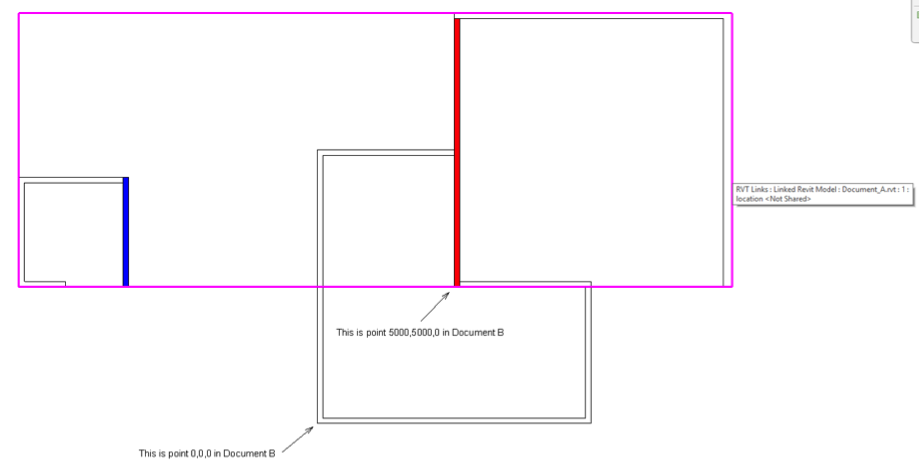 RVT Links : Linked Revit Model : Document_A.rvt : 1 :
location <Not Shared>
This is point 5000,5000,0 in Document B
This is point 0,0,0 in Document B